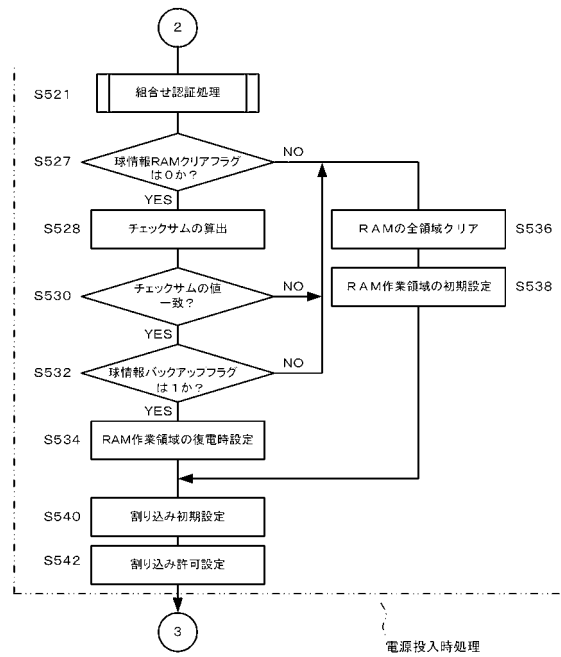 2
S521
組合せ認証処理
S527
球情報RAMクリアフラグ
は0か?
NO
YES
S528
チェックサムの算出
RAMの全領域クリア
S536
S530
チェックサムの値
一致?
NO
RAM作業領域の初期設定
S538
YES
S532
球情報バックアップフラグ
は1か?
NO
YES
S534
RAM作業領域の復電時設定
S540
割り込み初期設定
S542
割り込み許可設定
3
電源投入時処理